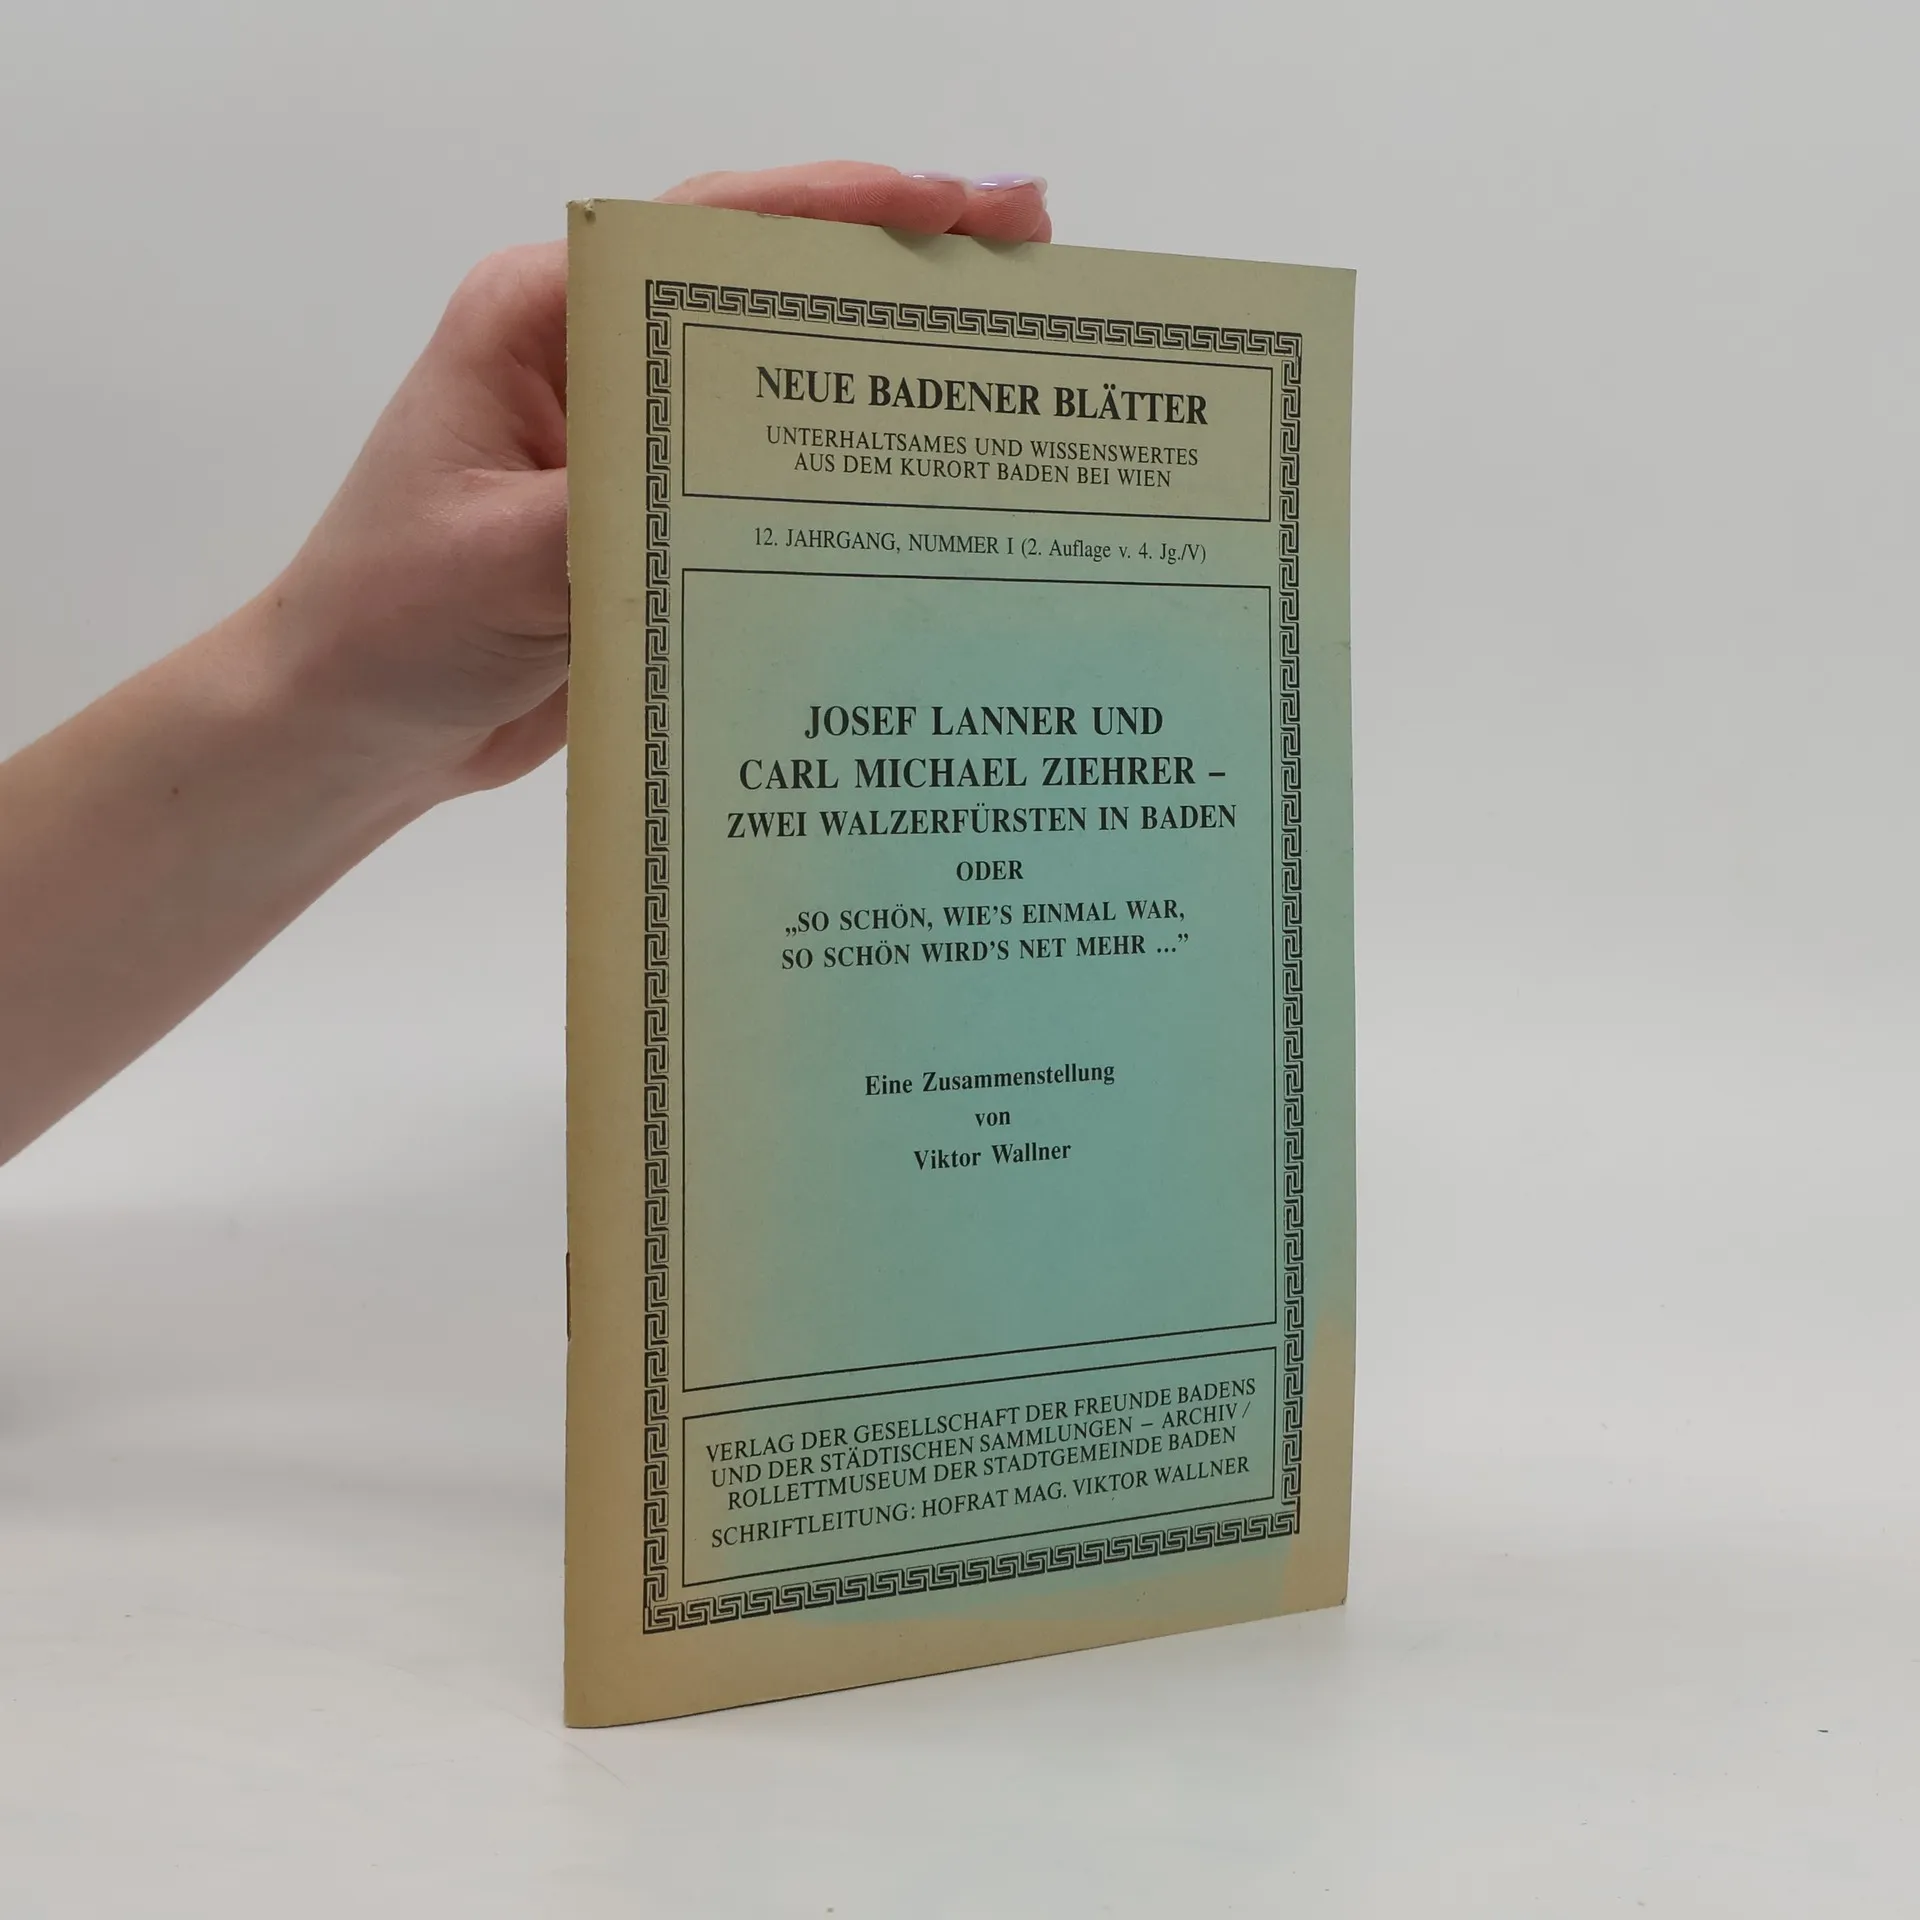 NEUE BADENER BLÄTTER
UNTERHALTSAMES UND WISSENSWERTES
AUS DEM KURORT BADEN BEI WIEN
12. JAHRGANG, NUMMER I (2. Auflage v. 4. Jg./V)
JOSEF LANNER UND
CARL MICHAEL ZIEHRER –
ZWEI WALZERFÜRSTEN IN BADEN
ODER
„SO SCHÖN, WIE’S EINMAL WAR,
SO SCHÖN WIRD’S NET MEHR ...”
Eine Zusammenstellung
von
Viktor Wallner
VERLAG DER GESELLSCHAFT DER FREUNDE BADENS
UND DER STÄDTISCHEN SAMMLUNGEN – ARCHIV /
ROLLETTMUSEUM DER STADTGEMEINDE BADEN
SCHRIFTLEITUNG: HOFRAT MAG. VIKTOR WALLNER